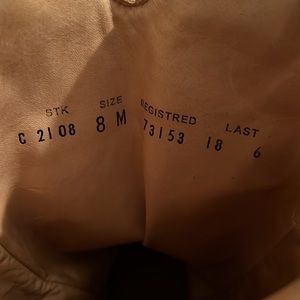 STK SIZE REGISTRED LAST
C 2108 8 M 73153 18 6